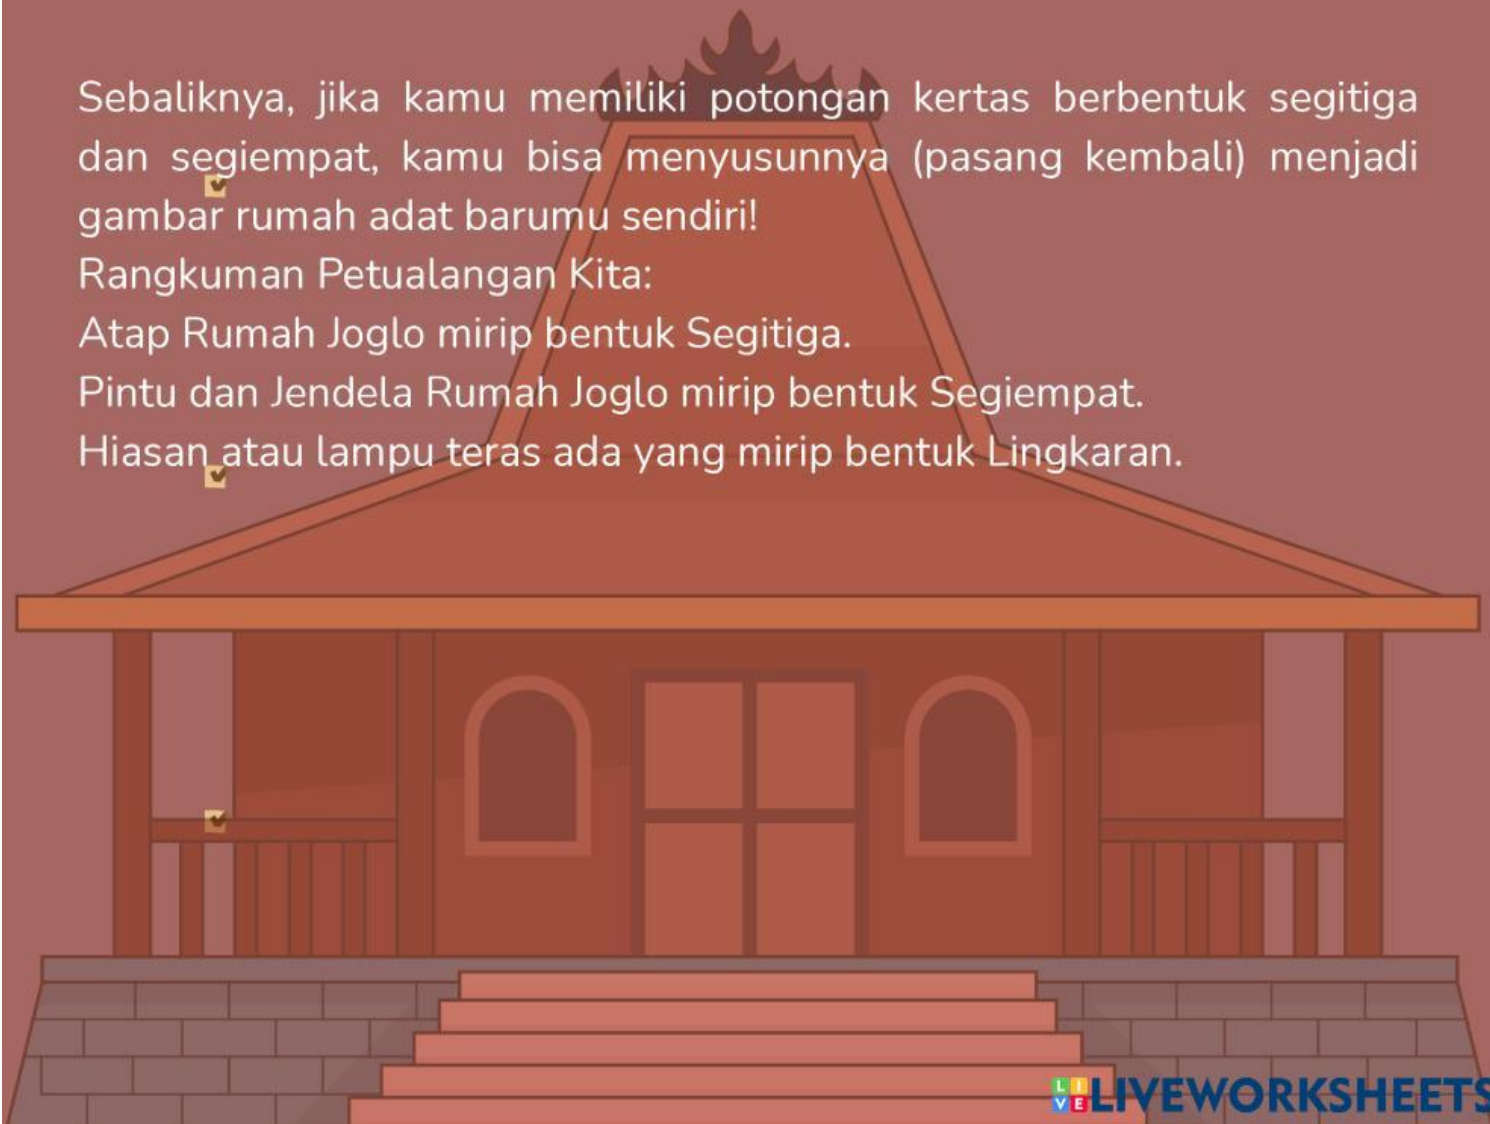 Sebaliknya, jika kamu memiliki potongan kertas berbentuk segitiga
dan segiempat, kamu bisa menyusunnya (pasang kembali) menjadi
gambar rumah adat barumu sendiri!
Rangkuman Petualangan Kita:
Atap Rumah Joglo mirip bentuk Segitiga.
Pintu dan Jendela Rumah Joglo mirip bentuk Segiempat.
Hiasan atau lampu teras ada yang mirip bentuk Lingkaran.
LIVE LIVEWORKSHEETS